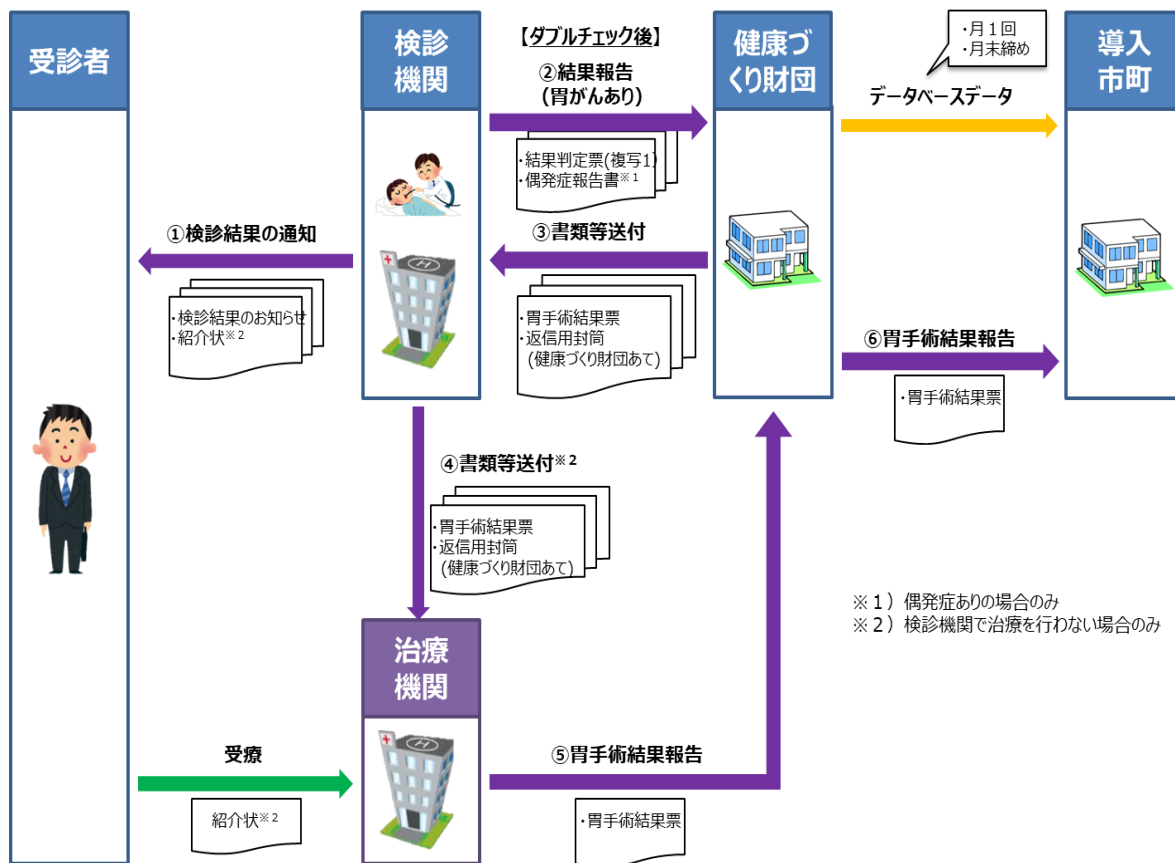 受診者
検診
機関
【ダブルチェック後】
②結果報告
(胃がんあり)
・結果判定票(複写1)
・偶発症報告書※1
健康づ
くり財団
・月1回
・月末締め
データベースデータ
導入
市町
①検診結果の通知
・検診結果のお知らせ
・紹介状※2
③書類等送付
・胃手術結果票
・返信用封筒
(健康づくり財団あて)
⑥胃手術結果報告
・胃手術結果票
④書類等送付※2
・胃手術結果票
・返信用封筒
(健康づくり財団あて)
※1）偶発症ありの場合のみ
※2）検診機関で治療を行わない場合のみ
治療
機関
受療
紹介状※2
⑤胃手術結果報告
・胃手術結果票